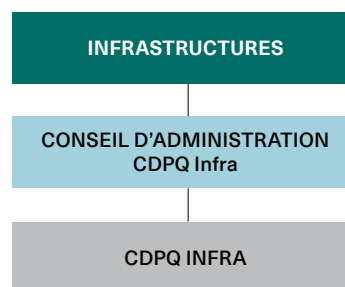 INFRASTRUCTURES
CONSEIL D'ADMINISTRATION
CDPQ Infra
CDPQ INFRA